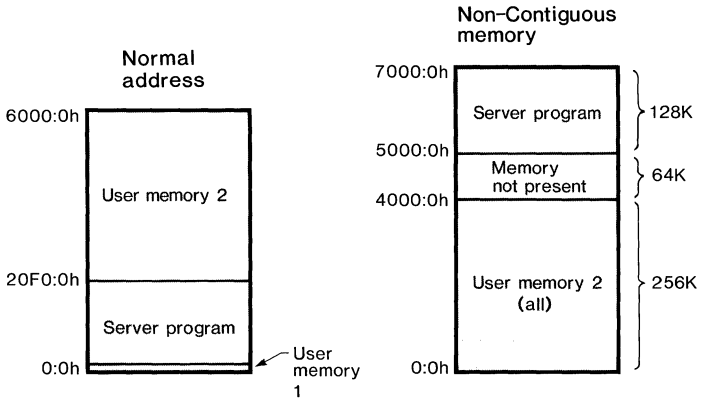 Normal
address
6000:0h
User memory 2
20F0:0h
Server program
0:0h
User
memory
1
Non-Contiguous
memory
7000:0h
Server program
128K
5000:0h
Memory
not present
64K
4000:0h
User memory 2
(all)
256K
0:0h